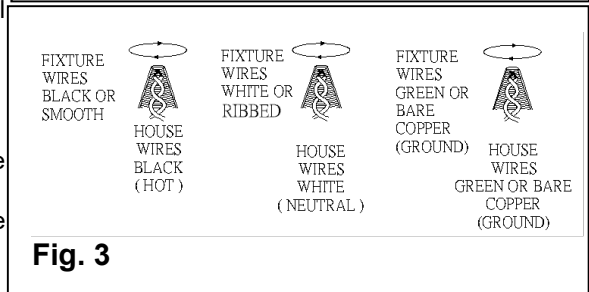 FIXTURE
WIRES
BLACK OR
SMOOTH
HOUSE
WIRES
BLACK
( HOT )
FIXTURE
WIRES
WHITE OR
RIBBED
HOUSE
WIRES
WHITE
( NEUTRAL )
FIXTURE
WIRES
GREEN OR
BARE
COPPER
(GROUND)
HOUSE
WIRES
GREEN OR BARE
COPPER
(GROUND)
Fig. 3